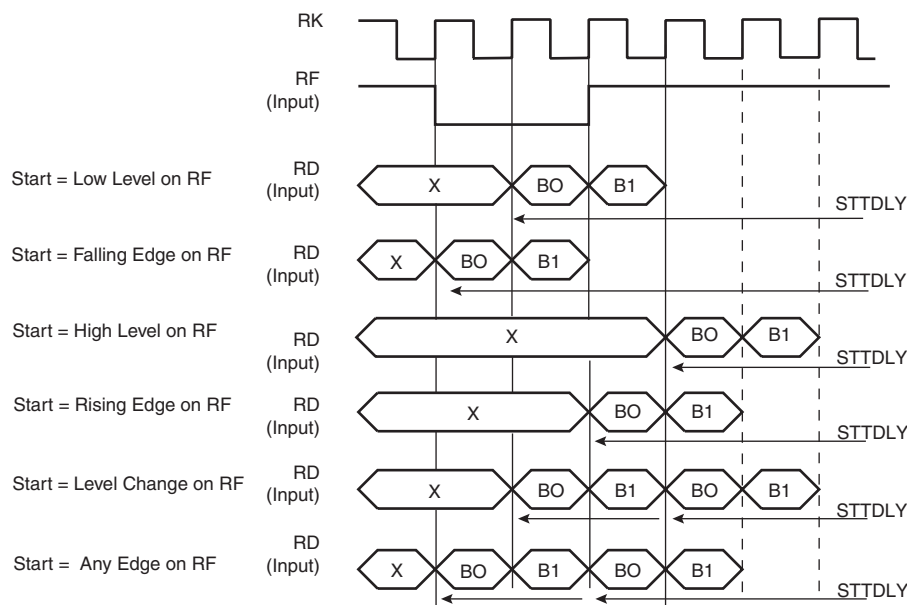 RK
RF
(Input)
Start = Low Level on RF
RD
(Input)
X
BO
B1
STTDLY
Start = Falling Edge on RF
RD
(Input)
X
BO
B1
STTDLY
Start = High Level on RF
RD
(Input)
X
BO
B1
STTDLY
Start = Rising Edge on RF
RD
(Input)
X
BO
B1
STTDLY
Start = Level Change on RF
RD
(Input)
X
BO
B1
BO
B1
STTDLY
Start = Any Edge on RF
RD
(Input)
X
BO
B1
BO
B1
STTDLY